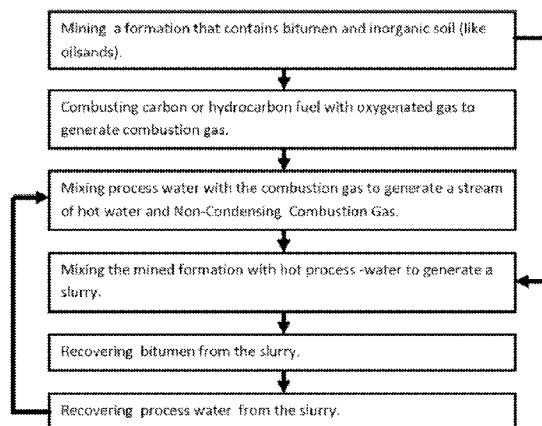 Mining a formation that contains bitumen and inorganic soil (like
oilsands).
Combusting carbon or hydrocarbon fuel with oxygenated gas to
generate combustion gas.
Mixing process water with the combustion gas to generate a stream
of hot water and Non-Condensing Combustion Gas.
Mixing the mined formation with hot process -water to generate a
slurry.
Recovering bitumen from the slurry.
Recovering process water from the slurry.